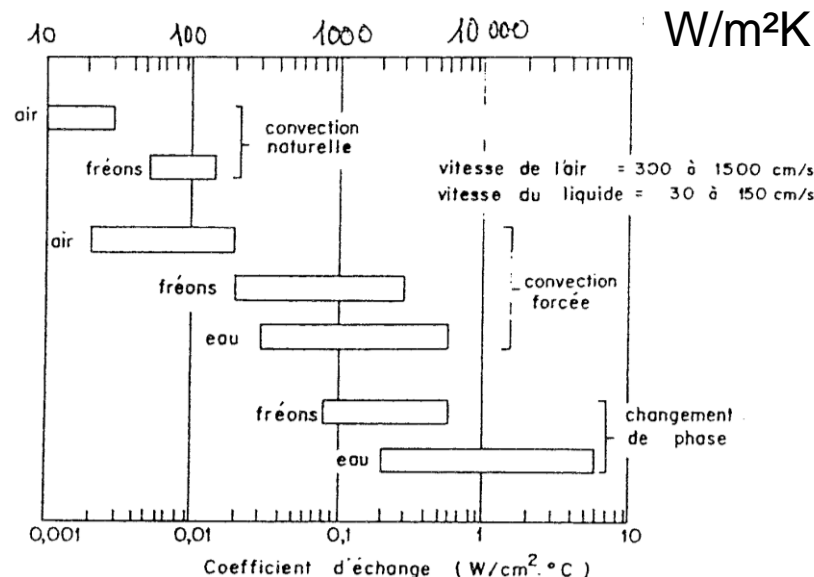 10 100 1000 10 000 W/m²K
air
convection
naturelle
fréons
vitesse de l'air = 300 à 1500 cm/s
vitesse du liquide = 30 à 150 cm/s
air
fréons
convection
forcée
eau
fréons
changement
de phase
eau
0,001 0,01 0,1 1 10
Coefficient d'échange (W/cm².°C)